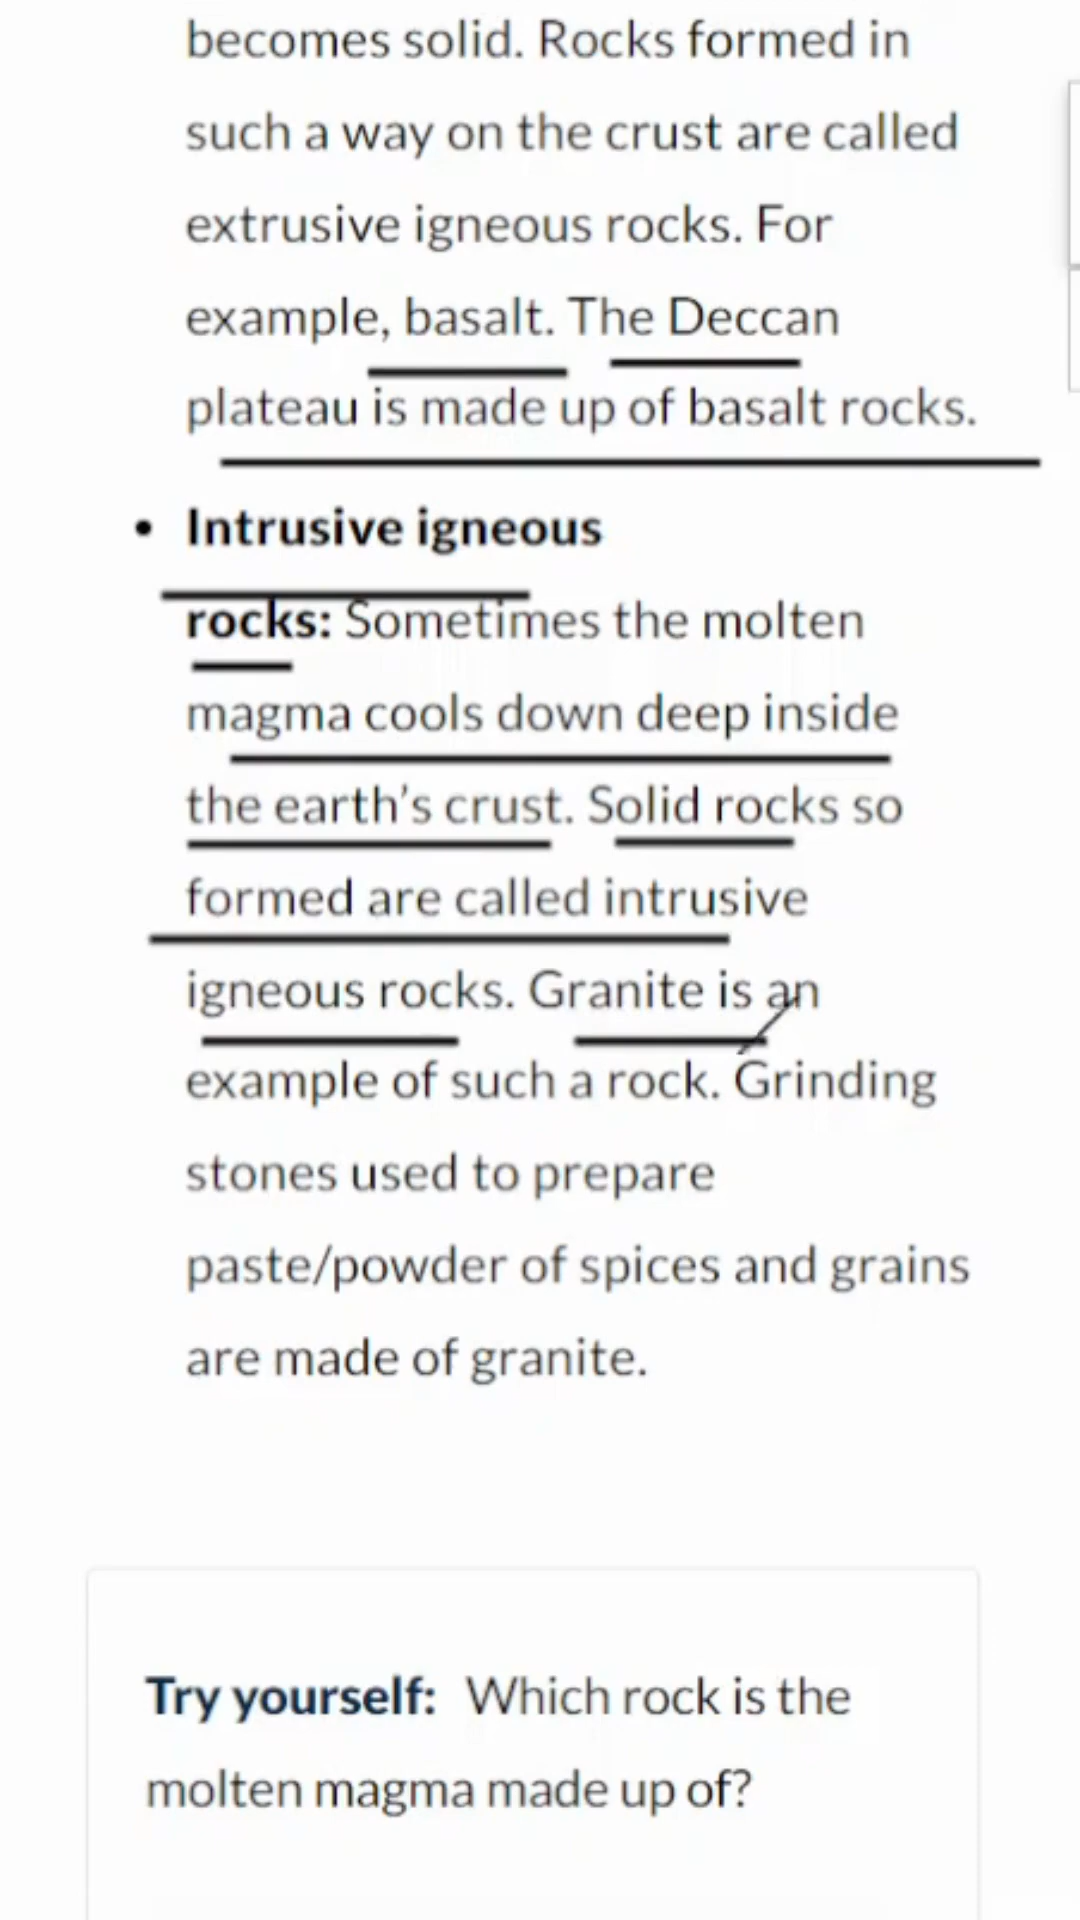 becomes solid. Rocks formed in
such a way on the crust are called
extrusive igneous rocks. For
example, basalt. The Deccan
plateau is made up of basalt rocks.
• Intrusive igneous
rocks: Sometimes the molten
magma cools down deep inside
the earth's crust. Solid rocks so
formed are called intrusive
igneous rocks. Granite is an
example of such a rock. Grinding
stones used to prepare
paste/powder of spices and grains
are made of granite.
Try yourself: Which rock is the
molten magma made up of?